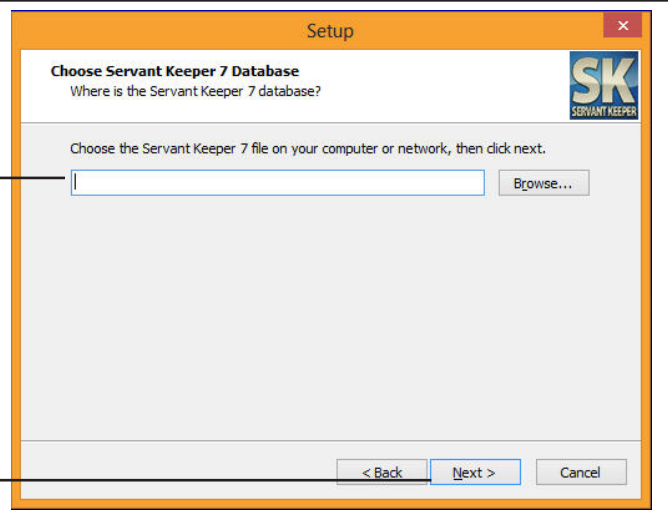 Setup
Choose Servant Keeper 7 Database
Where is the Servant Keeper 7 database?
SK
SERVANT KEEPER
Choose the Servant Keeper 7 file on your computer or network, then click next.
Browse...
< Back
Next >
Cancel